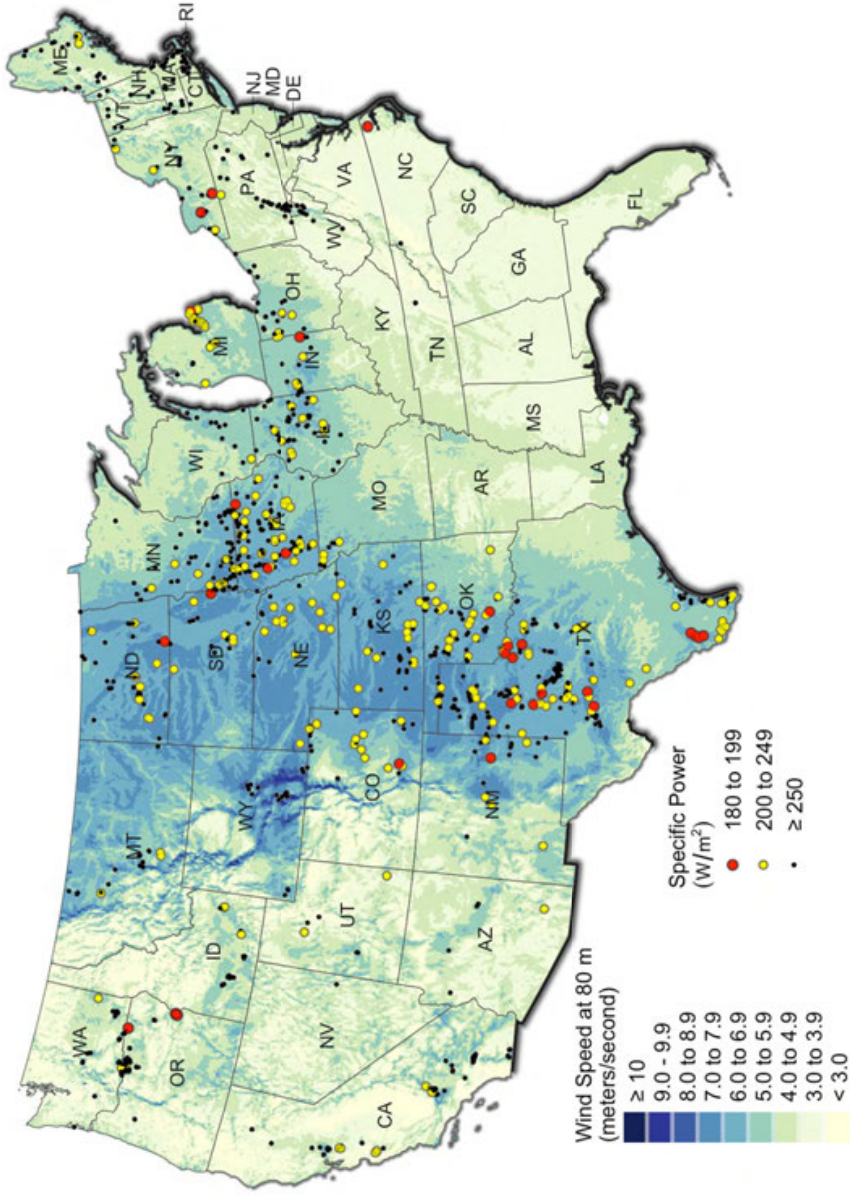 WA
OR
CA
NV
ID
MT
WY
UT
AZ
CO
NM
ND
SD
NE
KS
OK
TX
MN
IA
MO
AR
LA
WI
IL
MI
IN
OH
KY
TN
MS
AL
GA
FL
SC
NC
VA
WV
PA
NY
VT
NH
ME
MA
CT
RI
NJ
MD
DE
Wind Speed at 80 m
(meters/second)
≥ 10
9.0 - 9.9
8.0 to 8.9
7.0 to 7.9
6.0 to 6.9
5.0 to 5.9
4.0 to 4.9
3.0 to 3.9
< 3.0
Specific Power
(W/m²)
180 to 199
200 to 249
≥ 250